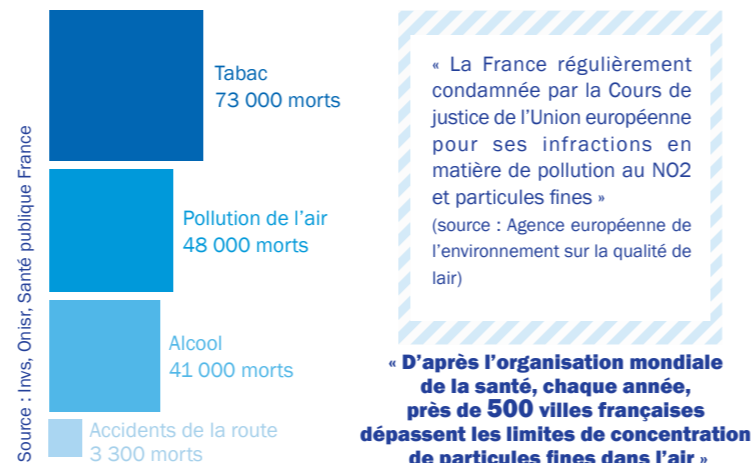 Tabac
73 000 morts
Pollution de l'air
48 000 morts
Alcool
41 000 morts
Accidents de la route
3 300 morts
Source : Invs, Onisr, Santé publique France
« La France régulièrement
condamnée par la Cours de
justice de l'Union européenne
pour ses infractions en
matière de pollution au NO2
et particules fines »
(source : Agence européenne de
l'environnement sur la qualité de
lair)
« D'après l'organisation mondiale
de la santé, chaque année,
près de 500 villes françaises
dépassent les limites de concentration
de particules fines dans l'air »